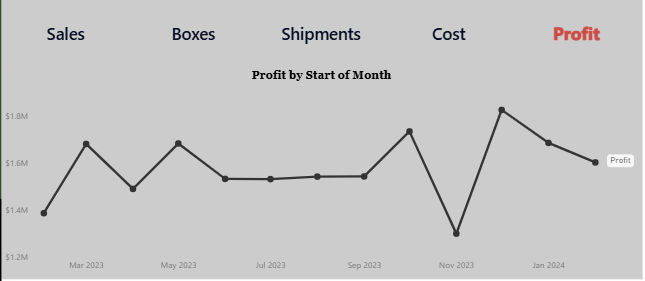 Sales Boxes Shipments Cost Profit
Profit by Start of Month
$1.8M
$1.6M
Profit
$1.4M
$1.2M
Mar 2023 May 2023 Jul 2023 Sep 2023 Nov 2023 Jan 2024